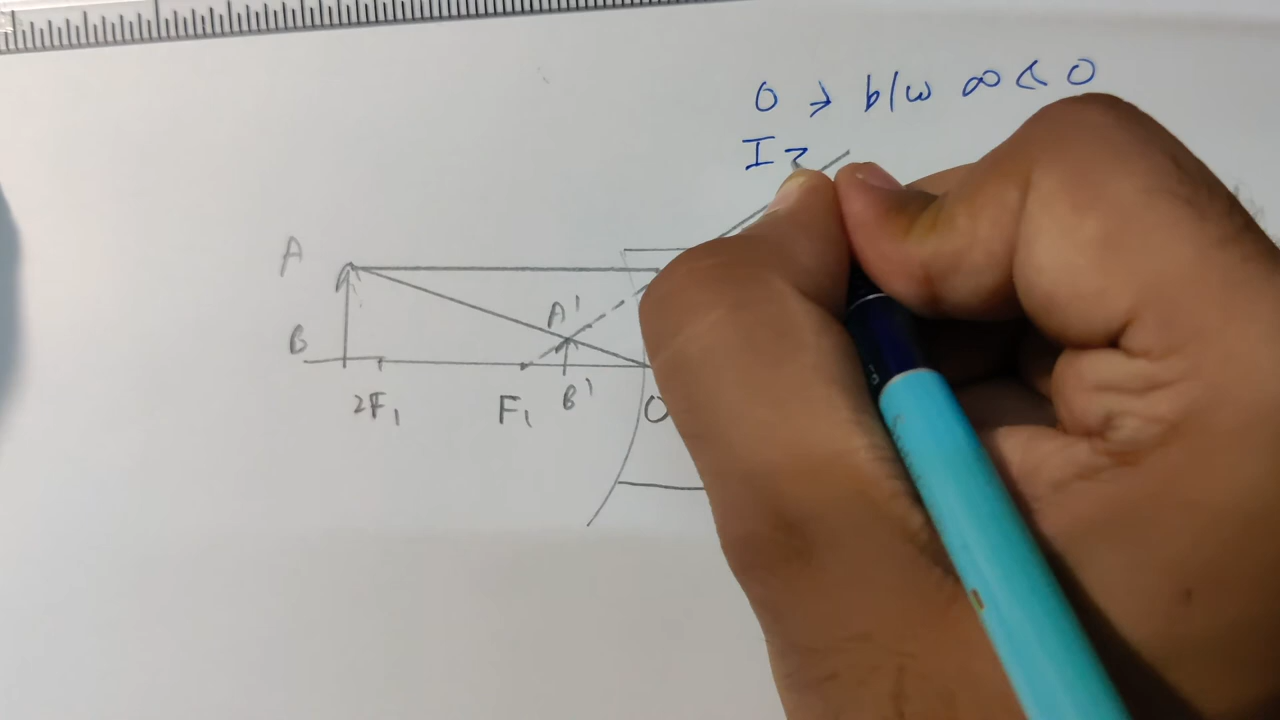 O → b/w ∞ & O
I →
A
A'
B
2F₁ F₁ B' O